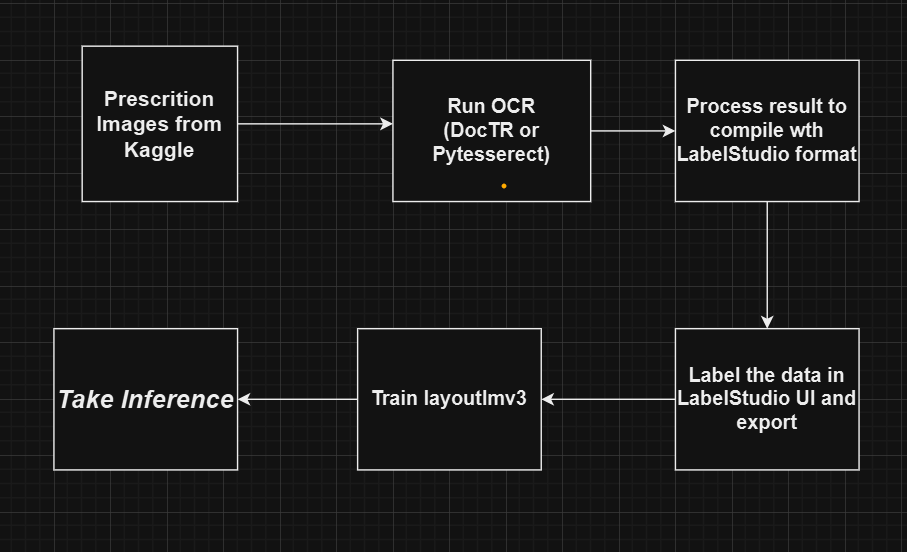 Prescrition
Images from
Kaggle
Run OCR
(DocTR or
Pytesserect)
Process result to
compile wth
LabelStudio format
Label the data in
LabelStudio UI and
export
Train layoutlmv3
Take Inference